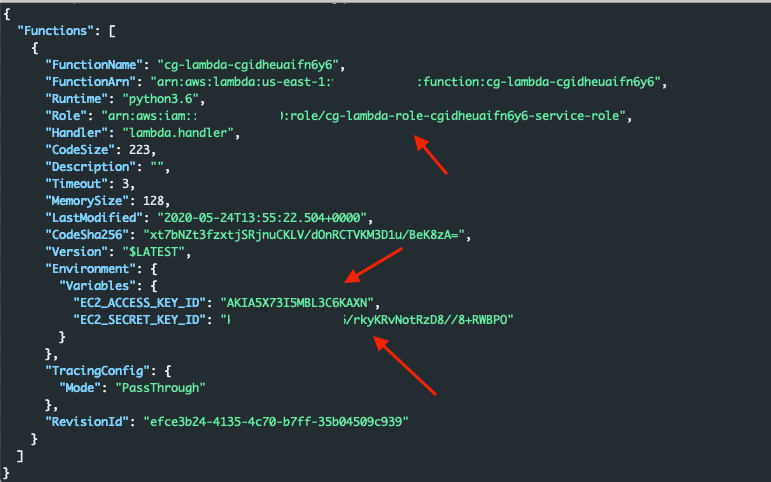 {
"Functions": [
{
"FunctionName": "cg-lambda-cgidheuaifn6y6",
"FunctionArn": "arn:aws:lambda:us-east-1: :function:cg-lambda-cgidheuaifn6y6",
"Runtime": "python3.6",
"Role": "arn:aws:iam:: :role/cg-lambda-role-cgidheuaifn6y6-service-role",
"Handler": "lambda.handler",
"CodeSize": 223,
"Description": "",
"Timeout": 3,
"MemorySize": 128,
"LastModified": "2020-05-24T13:55:22.504+0000",
"CodeSha256": "xt7bNZt3fzxtjSRjnuCKLV/dOnRCTVKM3D1u/BeK8zA=",
"Version": "$LATEST",
"Environment": {
"Variables": {
"EC2_ACCESS_KEY_ID": "AKIA5X73I5MBL3C6KAXN",
"EC2_SECRET_KEY_ID": " /rkyKRvNotRzD8//8+RWBPO"
}
},
"TracingConfig": {
"Mode": "PassThrough"
},
"RevisionId": "efce3b24-4135-4c70-b7ff-35b04509c939"
}
]
}